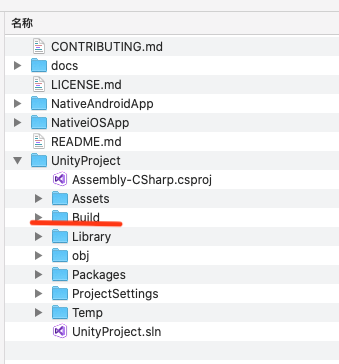 名称
CONTRIBUTING.md
docs
LICENSE.md
NativeAndroidApp
NativeiOSApp
README.md
UnityProject
Assembly-CSharp.csproj
Assets
Build
Library
obj
Packages
ProjectSettings
Temp
UnityProject.sln